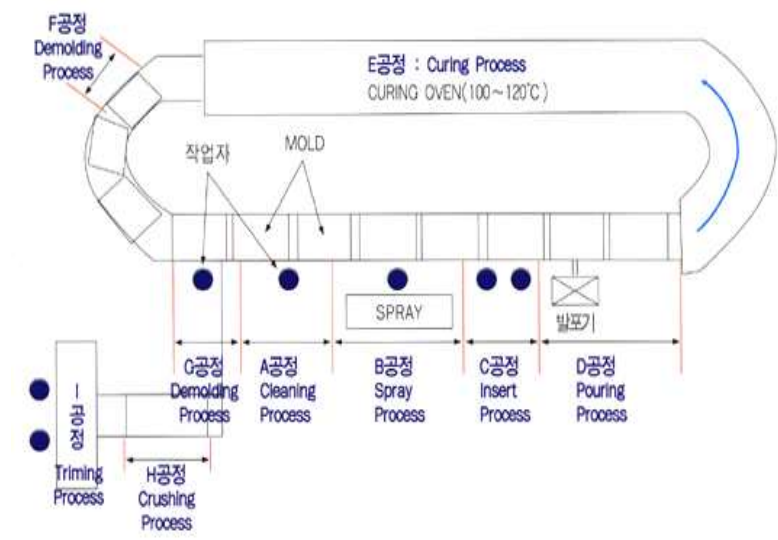 F공정
Demolding
Process
E공정 : Curing Process
CURING OVEN(100~120℃)
작업자
MOLD
SPRAY
발포기
G공정
Demolding
Process
A공정
Cleaning
Process
B공정
Spray
Process
C공정
Insert
Process
D공정
Pouring
Process
I공정
Triming
Process
H공정
Crushing
Process